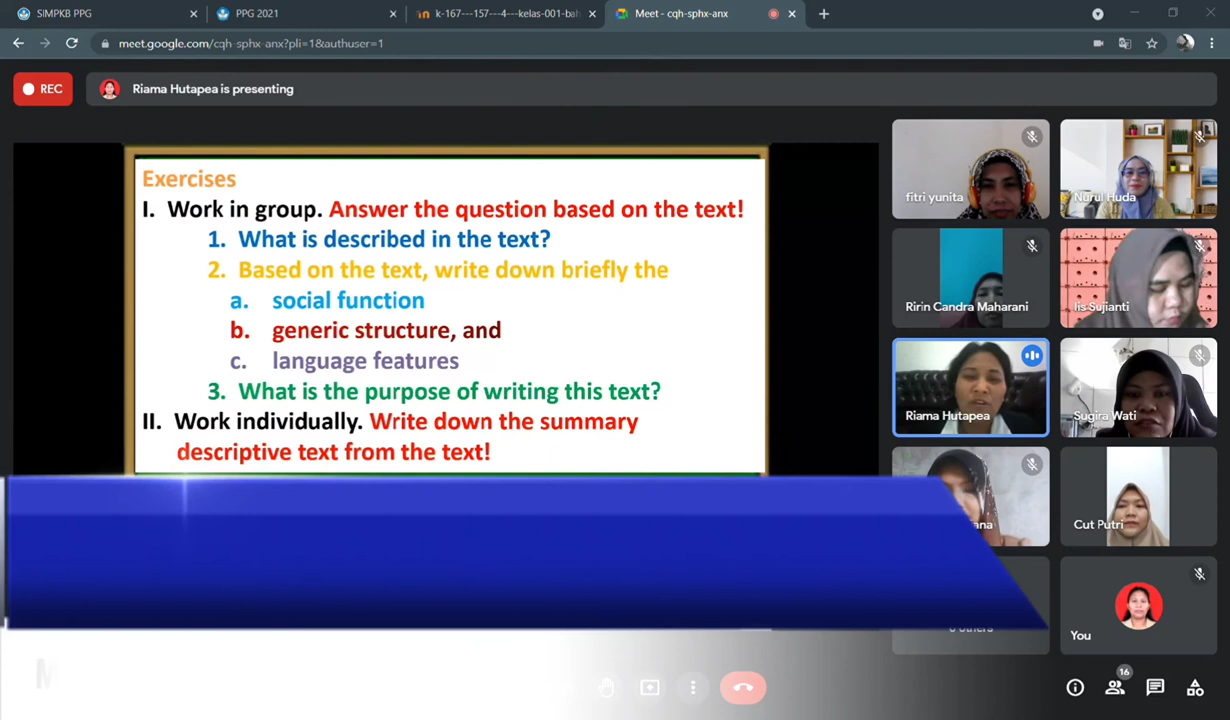 SIMPKB PPG
PPG 2021
k-167---157---4---kelas-001-bah
Meet - cqh-sphx-anx
meet.google.com/cqh-sphx-anx?pli=1&authuser=1
REC
Riama Hutapea is presenting
Exercises
I. Work in group. Answer the question based on the text!
1. What is described in the text?
2. Based on the text, write down briefly the
a. social function
b. generic structure, and
c. language features
3. What is the purpose of writing this text?
II. Work individually. Write down the summary
descriptive text from the text!
fitri yunita
Nurul Huda
Ririn Candra Maharani
Iis Sujianti
Riama Hutapea
Sugira Wati
Cut Putri
You
16
M